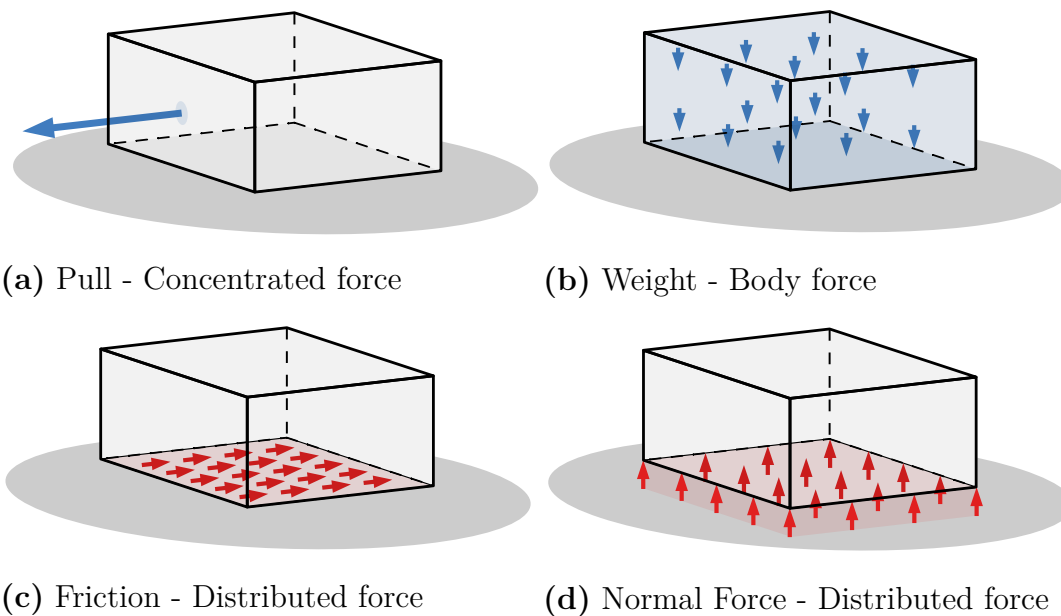 (a) Pull - Concentrated force
(b) Weight - Body force
(c) Friction - Distributed force
(d) Normal Force - Distributed force